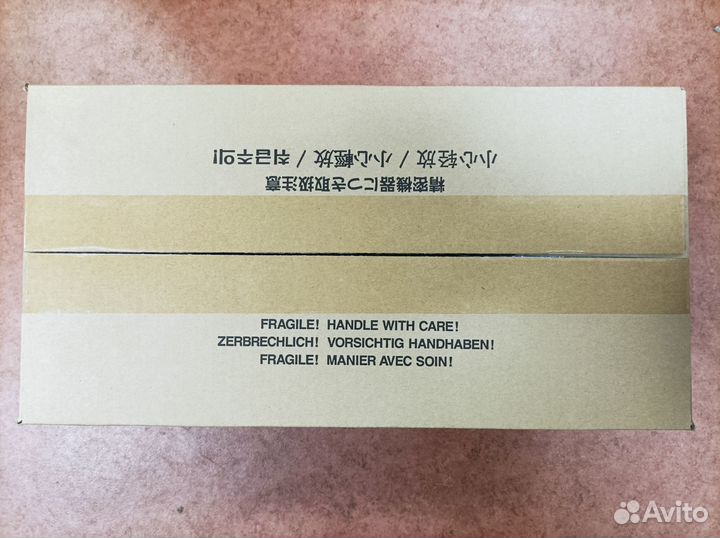 精密機器につき取扱注意
小心轻放 / 小心輕放 / 취급주의!
FRAGILE! HANDLE WITH CARE!
ZERBRECHLICH! VORSICHTIG HANDHABEN!
FRAGILE! MANIER AVEC SOIN!
Avito